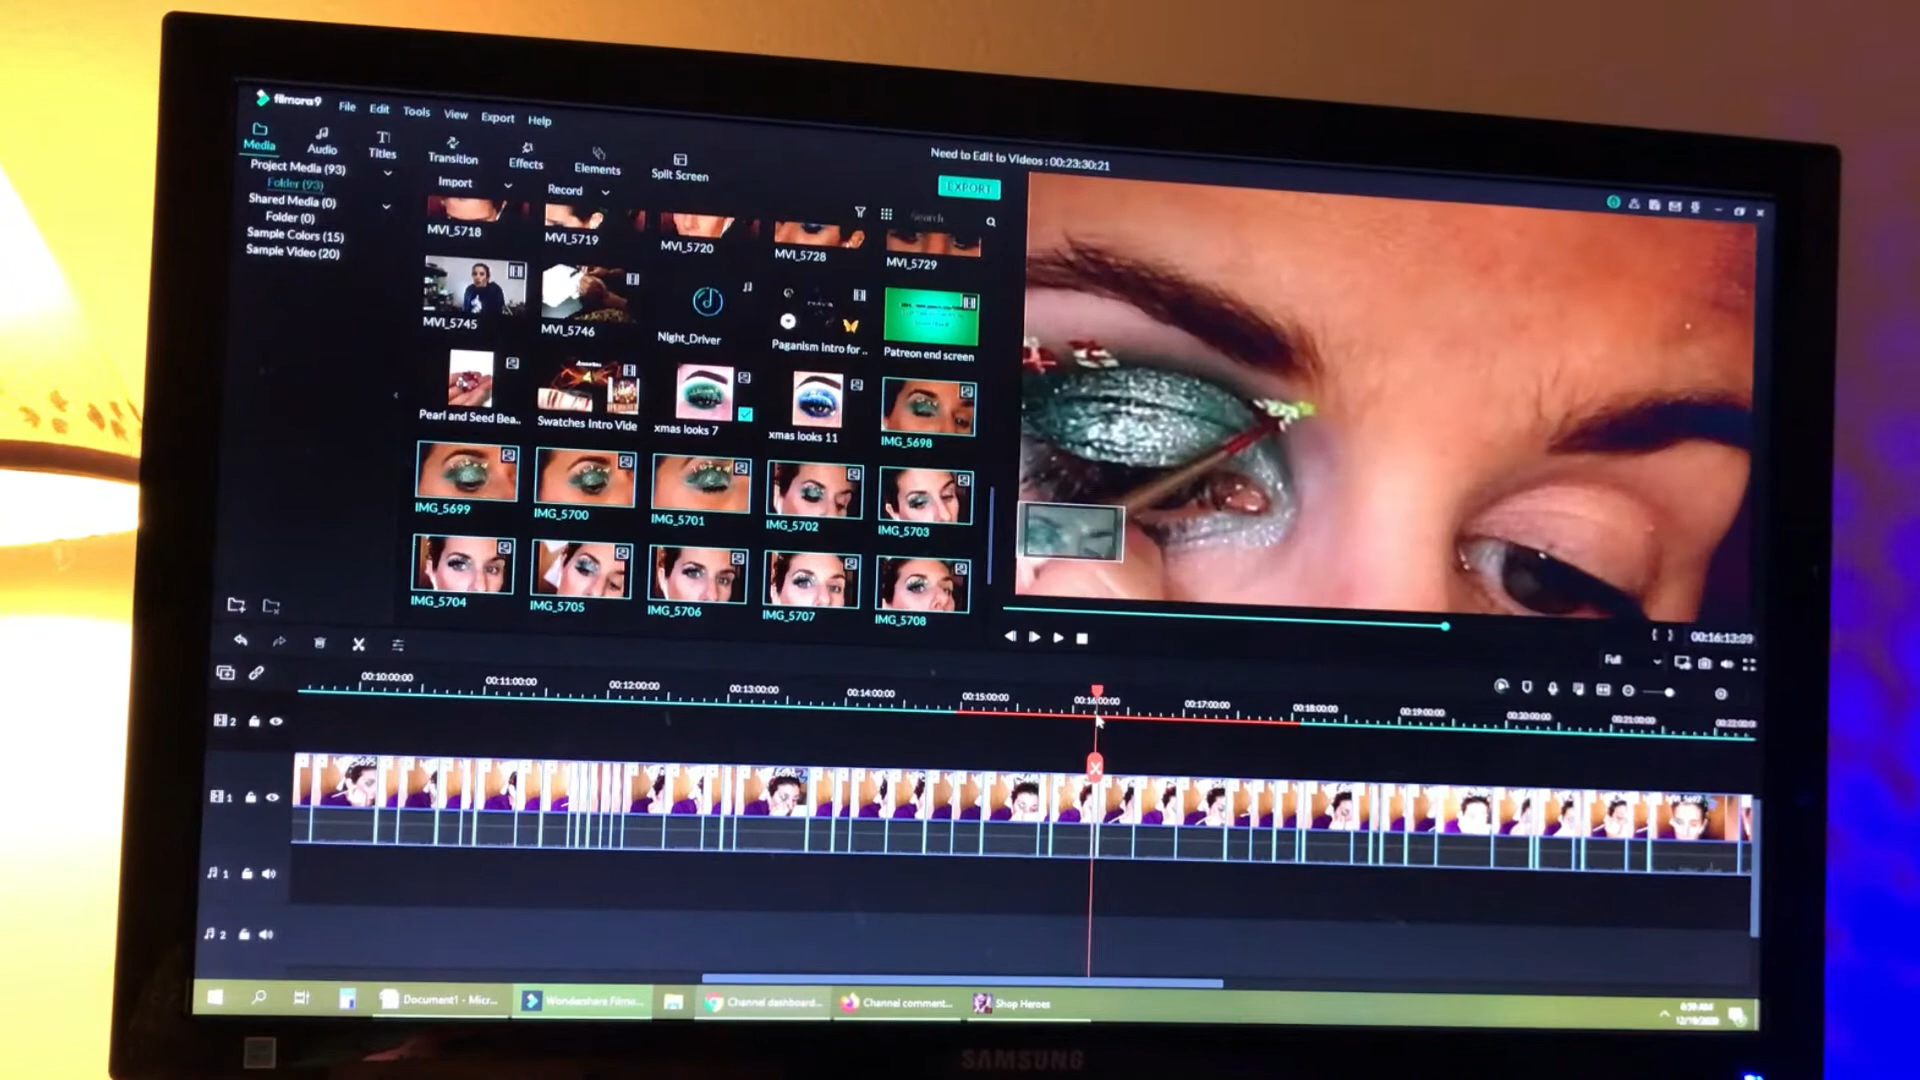 filmora9 File Edit Tools View Export Help
Need to Edit to Videos : 00:23:30:21
Media Audio Titles Transition Effects Elements Split Screen
Project Media (93)
Folder (93)
Shared Media (0)
Folder (0)
Sample Colors (15)
Sample Video (20)
Import Record EXPORT
Search
MVI_5718 MVI_5719 MVI_5720 MVI_5728 MVI_5729
MVI_5745 MVI_5746 Night_Driver Paganism Intro for .. Patreon end screen
Pearl and Seed Bea.. Swatches Intro Vide xmas looks 7 xmas looks 11 IMG_5698
IMG_5699 IMG_5700 IMG_5701 IMG_5702 IMG_5703
IMG_5704 IMG_5705 IMG_5706 IMG_5707 IMG_5708
00:16:13:09
Full
00:10:00:00 00:11:00:00 00:12:00:00 00:13:00:00 00:14:00:00 00:15:00:00 00:16:00:00 00:17:00:00 00:18:00:00 00:19:00:00 00:20:00:00 00:21:00:00 00:22:00:0
2
1
1
2
Document1 - Micr... Wondershare Filmo... Channel dashboard... Channel comment... Shop Heroes
6:59 AM
SAMSUNG